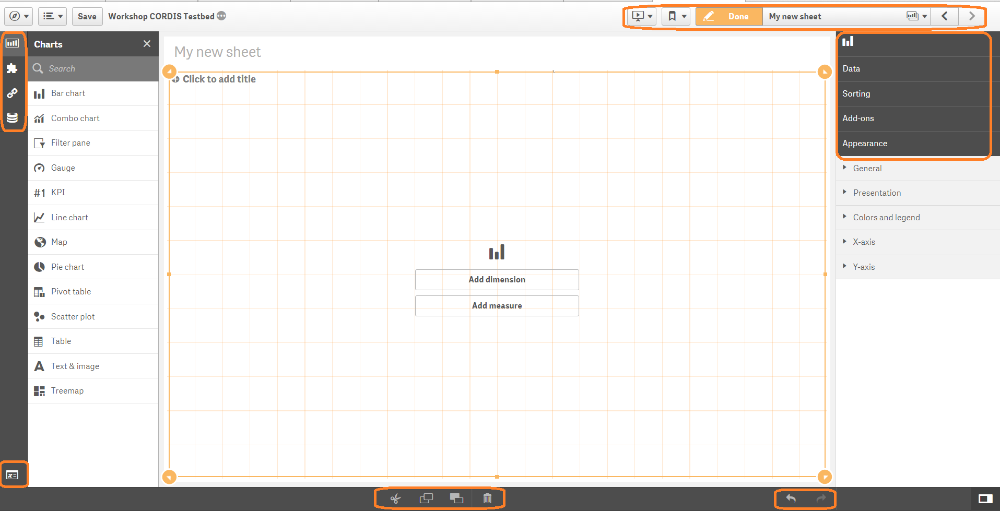 Save
Workshop CORDIS Testbed
Done
My new sheet
Charts
Search
Bar chart
Combo chart
Filter pane
Gauge
#1 KPI
Line chart
Map
Pie chart
Pivot table
Scatter plot
Table
A Text & image
Treemap
My new sheet
Click to add title
Add dimension
Add measure
Data
Sorting
Add-ons
Appearance
General
Presentation
Colors and legend
X-axis
Y-axis
x=